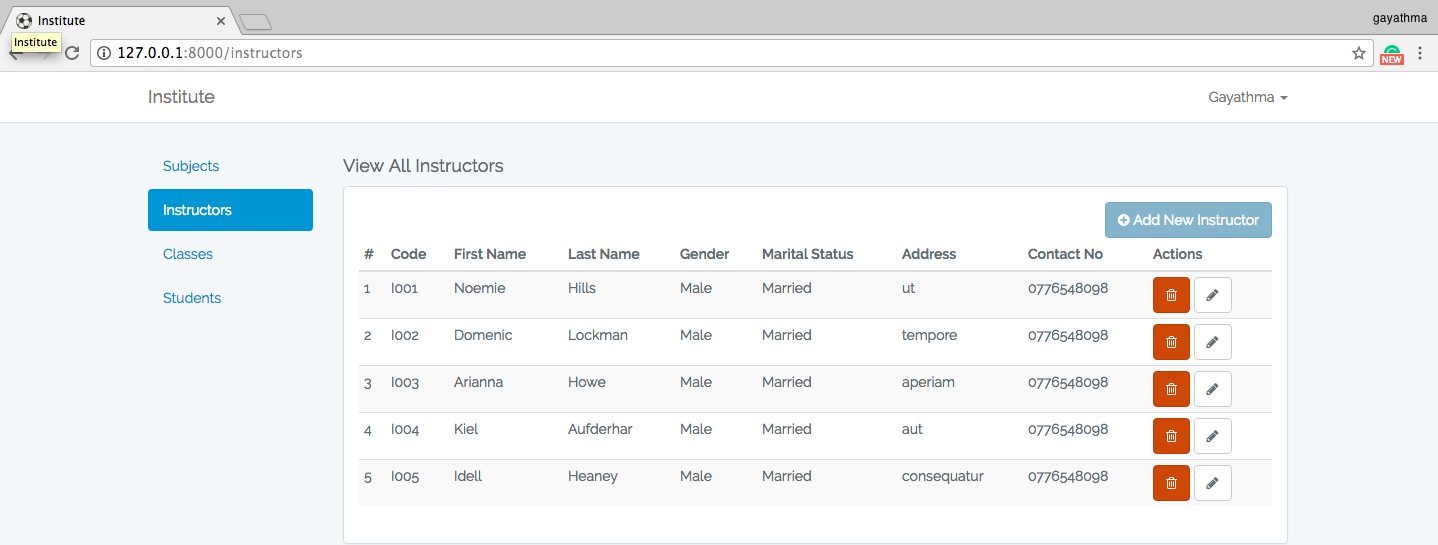 Institute
gayathma
Institute
127.0.0.1:8000/instructors
NEW
Institute
Gayathma
Subjects
View All Instructors
Instructors
Add New Instructor
Classes
# Code First Name Last Name Gender Marital Status Address Contact No Actions
Students
1 I001 Noemie Hills Male Married ut 0776548098
2 I002 Domenic Lockman Male Married tempore 0776548098
3 I003 Arianna Howe Male Married aperiam 0776548098
4 I004 Kiel Aufderhar Male Married aut 0776548098
5 I005 Idell Heaney Male Married consequatur 0776548098